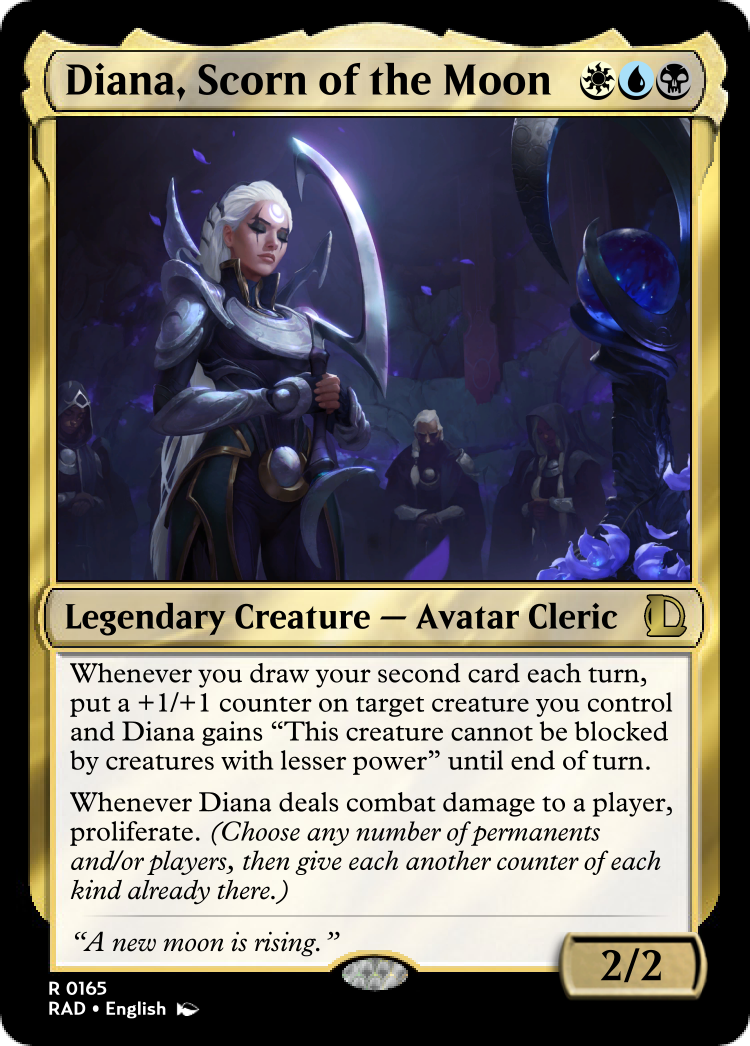 Diana, Scorn of the Moon
Legendary Creature — Avatar Cleric
Whenever you draw your second card each turn,
put a +1/+1 counter on target creature you control
and Diana gains “This creature cannot be blocked
by creatures with lesser power” until end of turn.
Whenever Diana deals combat damage to a player,
proliferate. (Choose any number of permanents
and/or players, then give each another counter of each
kind already there.)
“A new moon is rising.”
2/2
R 0165
RAD • English